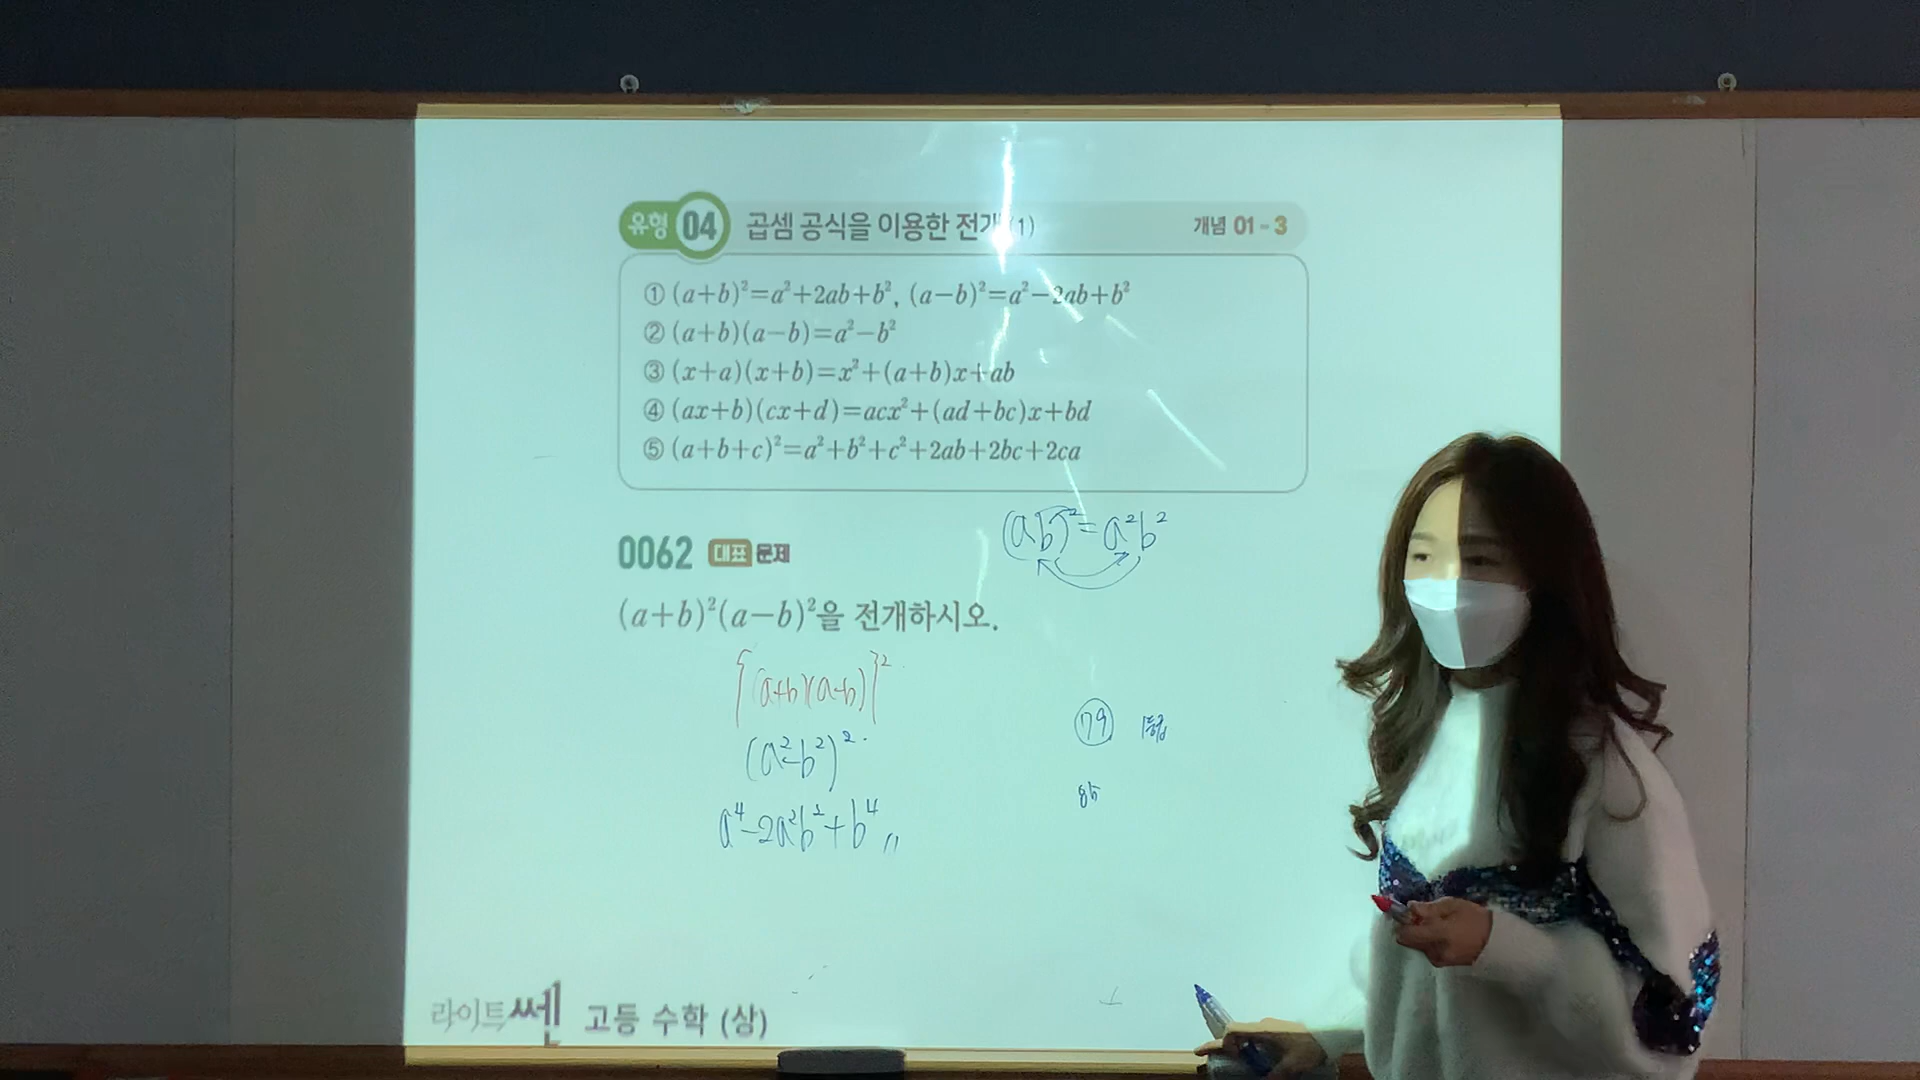 유형 04 곱셈 공식을 이용한 전개 (1) 개념 01-3
① (a+b)²=a²+2ab+b², (a−b)²=a²−2ab+b²
② (a+b)(a−b)=a²−b²
③ (x+a)(x+b)=x²+(a+b)x+ab
④ (ax+b)(cx+d)=acx²+(ad+bc)x+bd
⑤ (a+b+c)²=a²+b²+c²+2ab+2bc+2ca
(ab)²=a²b²
0062 대표 문제
(a+b)²(a−b)²을 전개하시오.
{(a+b)(a-b)}²
(a²-b²)²
79
85
a⁴-2a²b²+b⁴
라이트쎈 고등 수학 (상)